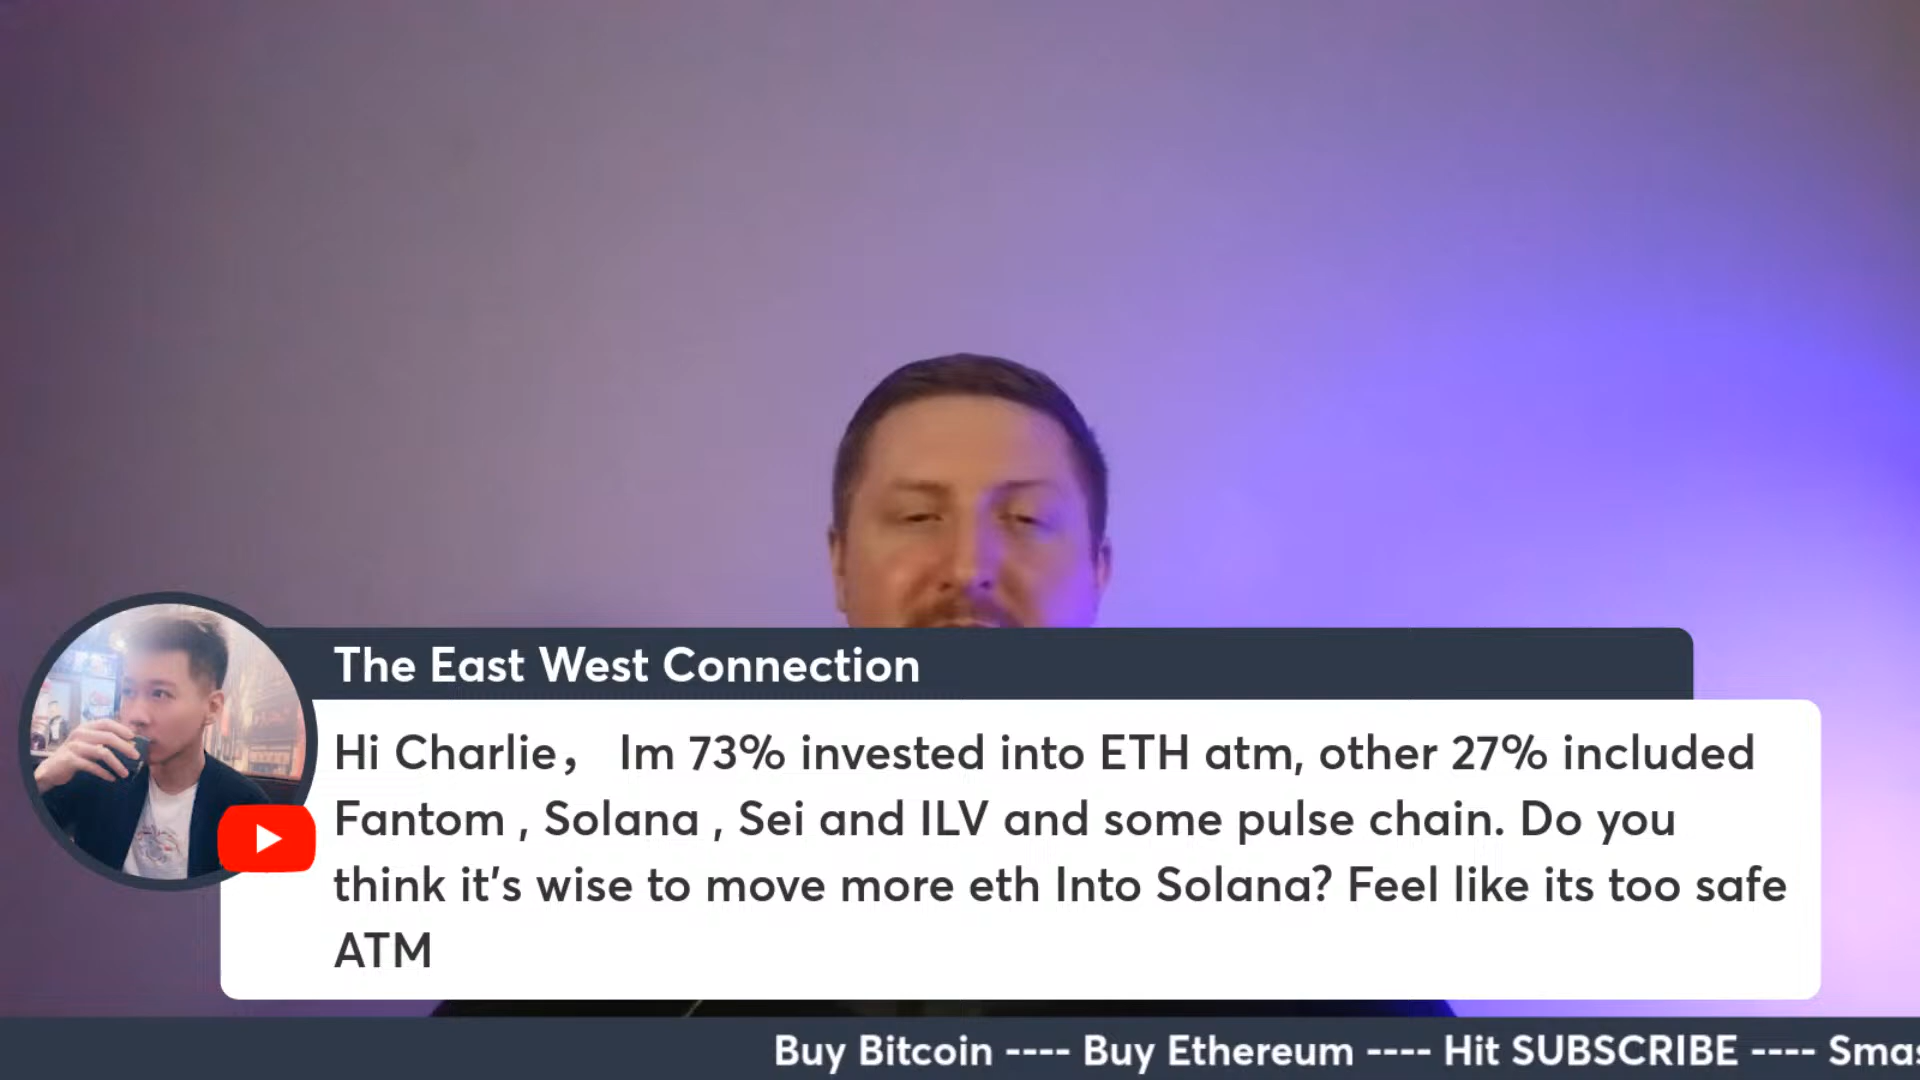 The East West Connection
Hi Charlie， Im 73% invested into ETH atm, other 27% included
Fantom , Solana , Sei and ILV and some pulse chain. Do you
think it's wise to move more eth Into Solana? Feel like its too safe
ATM
Buy Bitcoin ---- Buy Ethereum ---- Hit SUBSCRIBE ---- Smas